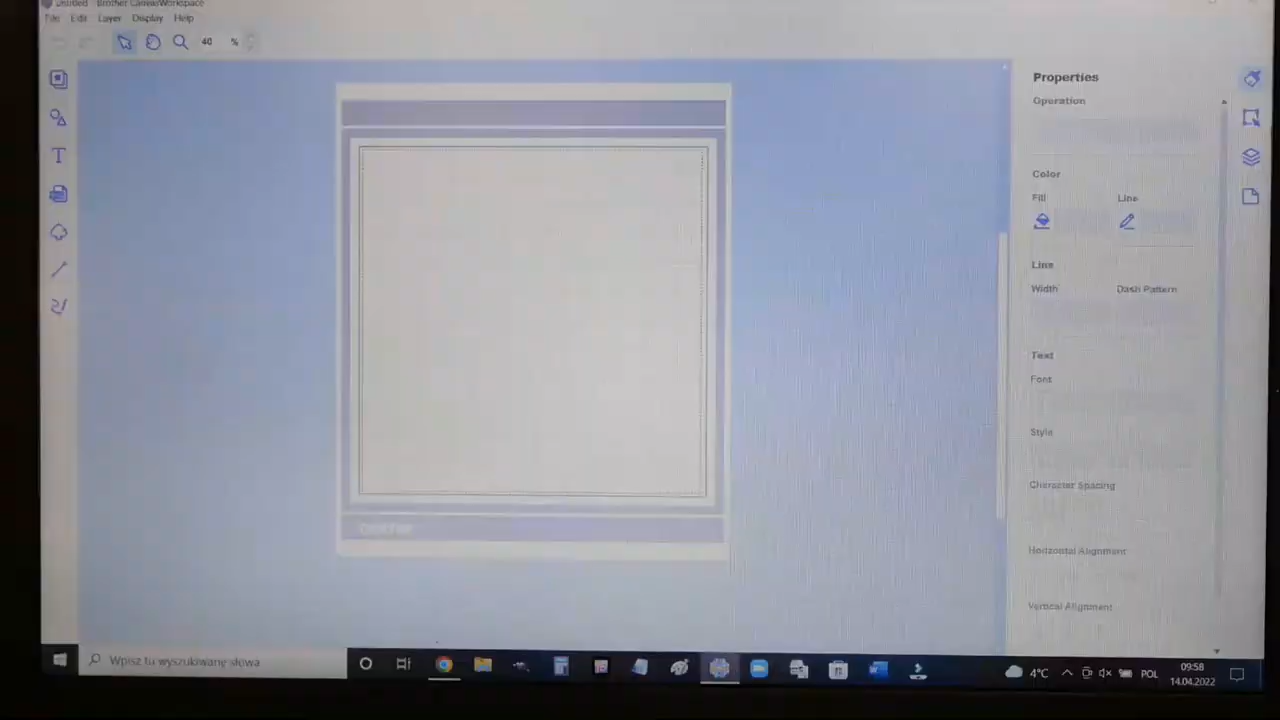 Untitled - Brother CanvasWorkspace
File Edit Layer Display Help
40 %
Properties
Operation
Color
Fill Line
Line
Width Dash Pattern
Text
Font
Style
Character Spacing
Horizontal Alignment
Vertical Alignment
T
Wpisz tu wyszukiwane słowa
4°C
POL
09:58
14.04.2022